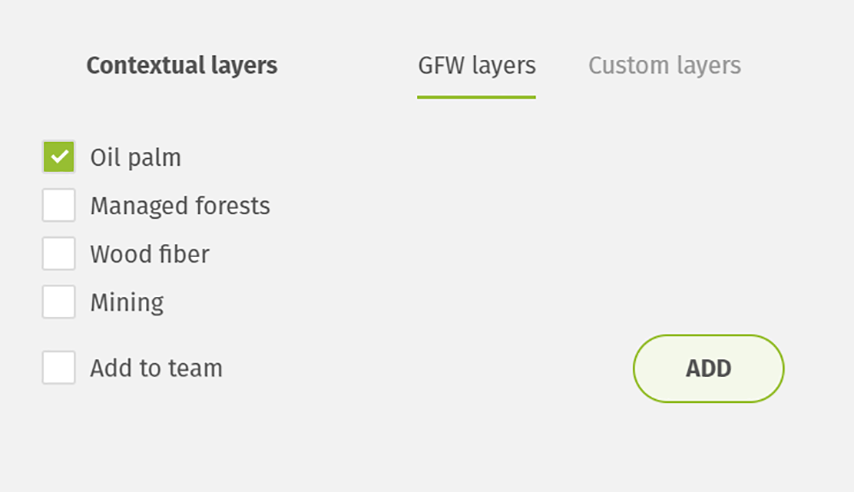 Contextual layers GFW layers Custom layers
Oil palm
Managed forests
Wood fiber
Mining
Add to team ADD